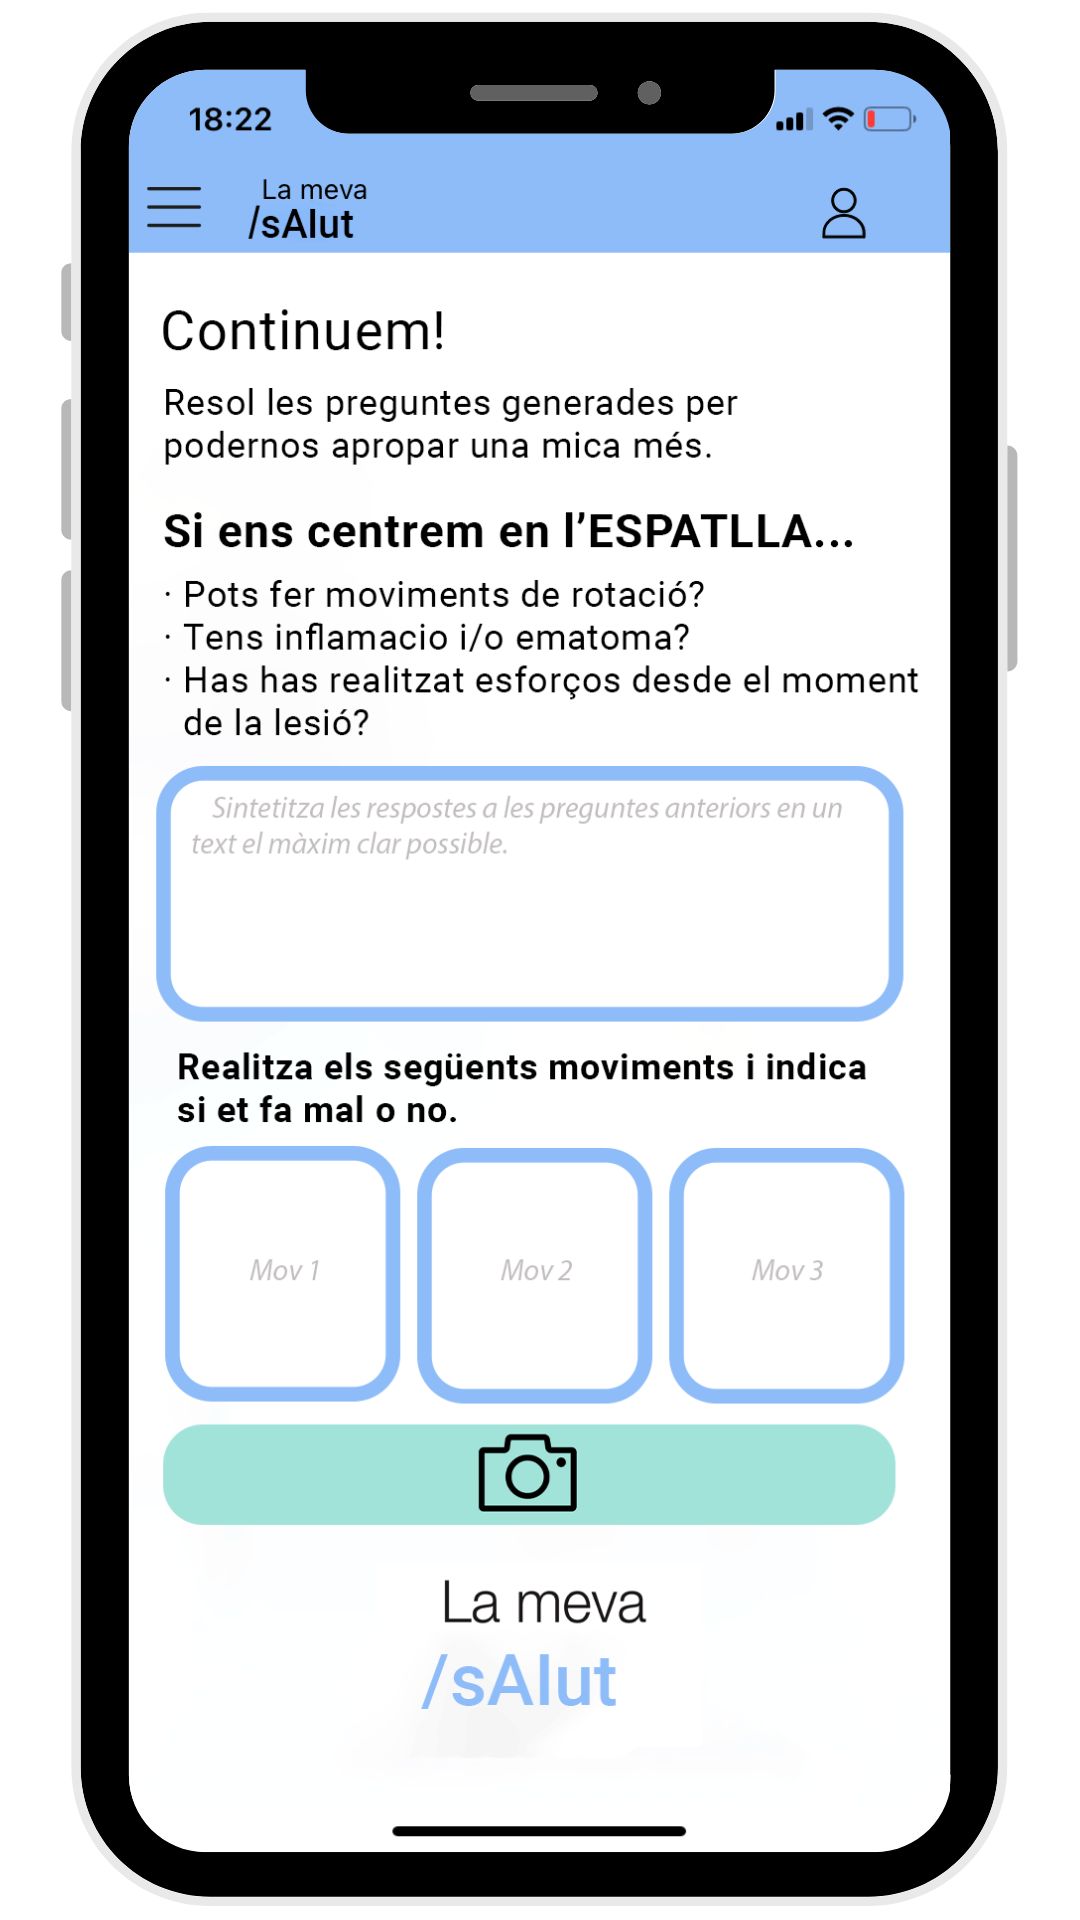 18:22
La meva
/sAlut
Continuem!
Resol les preguntes generades per
podernos apropar una mica més.
Si ens centrem en l’ESPATLLA...
· Pots fer moviments de rotació?
· Tens inflamacio i/o ematoma?
· Has has realitzat esforços desde el moment
de la lesió?
Sintetitza les respostes a les preguntes anteriors en un
text el màxim clar possible.
Realitza els següents moviments i indica
si et fa mal o no.
Mov 1
Mov 2
Mov 3
La meva
/sAlut